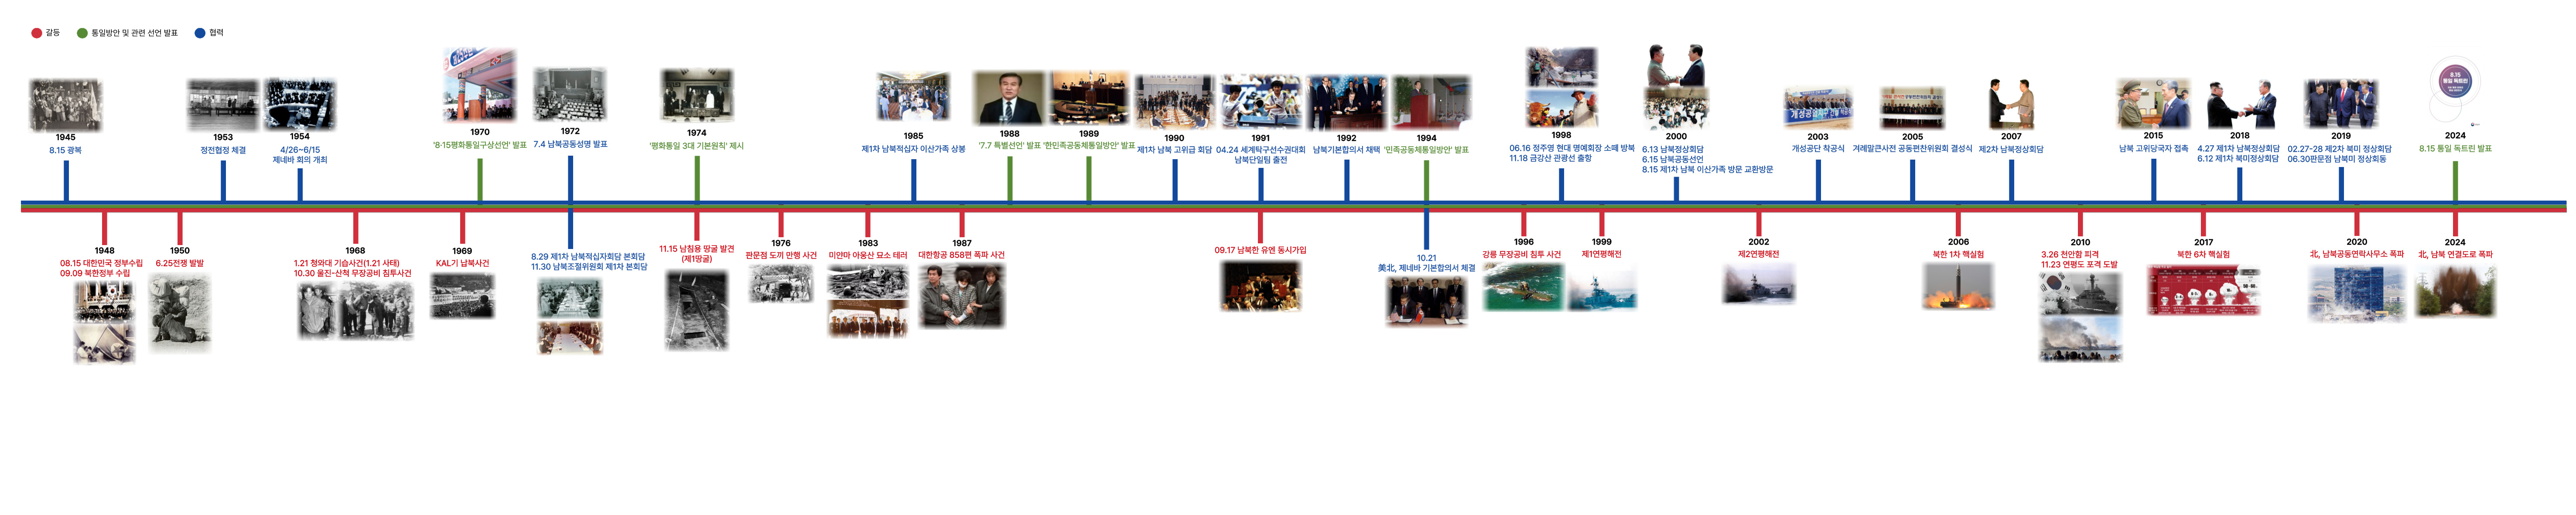 갈등
통일방안 및 관련 선언 발표
협력
1945
8.15 광복
1953
정전협정 체결
1954
4/26~6/15
제네바 회의 개최
1970
'8·15평화통일구상선언' 발표
1972
7.4 남북공동성명 발표
1974
'평화통일 3대 기본원칙' 제시
1985
제1차 남북적십자 이산가족 상봉
1988
'7.7 특별선언' 발표
1989
'한민족공동체통일방안' 발표
1990
제1차 남북 고위급 회담
1991
04.24 세계탁구선수권대회
남북단일팀 출전
1992
남북기본합의서 채택
1994
'민족공동체통일방안' 발표
1998
06.16 정주영 현대 명예회장 소떼 방북
11.18 금강산 관광선 출항
2000
6.13 남북정상회담
6.15 남북공동선언
8.15 제1차 남북 이산가족 방문 교환방문
2003
개성공단 착공식
2005
겨레말큰사전 공동편찬위원회 결성식
2007
제2차 남북정상회담
2015
남북 고위당국자 접촉
2018
4.27 제1차 남북정상회담
6.12 제1차 북미정상회담
2019
02.27-28 제2차 북미 정상회담
06.30판문점 남북미 정상회동
8.15
통일 독트린
2024
8.15 통일 독트린 발표
1948
08.15 대한민국 정부수립
09.09 북한정부 수립
1950
6.25전쟁 발발
1968
1.21 청와대 기습사건(1.21 사태)
10.30 울진-삼척 무장공비 침투사건
1969
KAL기 납북사건
8.29 제1차 남북적십자회담 본회담
11.30 남북조절위원회 제1차 본회담
11.15 남침용 땅굴 발견
(제1땅굴)
1976
판문점 도끼 만행 사건
1983
미얀마 아웅산 묘소 테러
1987
대한항공 858편 폭파 사건
09.17 남북한 유엔 동시가입
10.21
美北, 제네바 기본합의서 체결
1996
강릉 무장공비 침투 사건
1999
제1연평해전
2002
제2연평해전
2006
북한 1차 핵실험
2010
3.26 천안함 피격
11.23 연평도 포격 도발
2017
북한 6차 핵실험
2020
北, 남북공동연락사무소 폭파
2024
北, 남북 연결도로 폭파